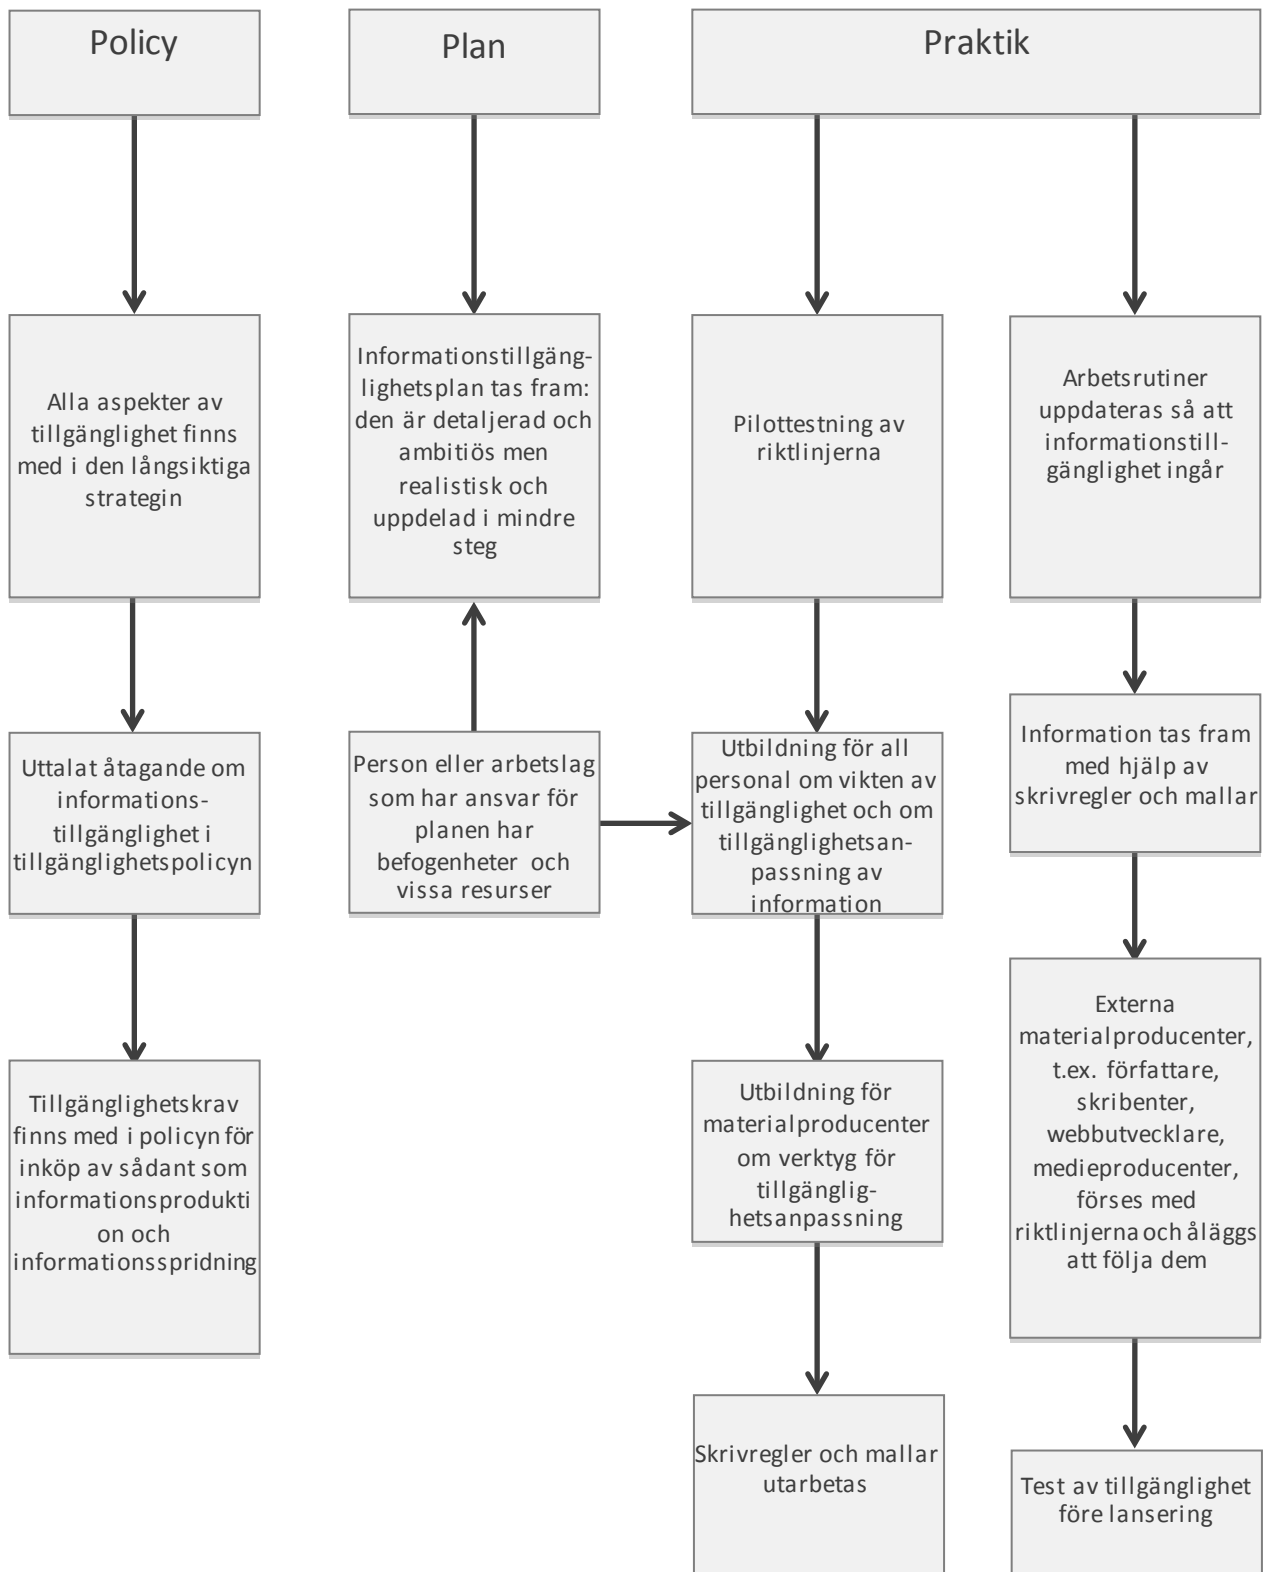 Policy
Plan
Praktik
Alla aspekter av
tillgänglighet finns
med i den långsiktiga
strategin
Informationstillgäng-
lighetsplan tas fram:
den är detaljerad och
ambitiös men
realistisk och
uppdelad i mindre
steg
Pilottestning av
riktlinjerna
Arbetsrutiner
uppdateras så att
informationstill-
gänglighet ingår
Uttalat åtagande om
informations-
tillgänglighet i
tillgänglighetspolicyn
Person eller arbetslag
som har ansvar för
planen har
befogenheter och
vissa resurser
Utbildning för all
personal om vikten av
tillgänglighet och om
tillgänglighetsan-
passning av
information
Information tas fram
med hjälp av
skrivregler och mallar
Tillgänglighetskrav
finns med i policyn för
inköp av sådant som
informationsprodukti
on och
informationsspridning
Utbildning för
materialproducenter
om verktyg för
tillgänglig-
hetsanpassning
Externa
materialproducenter,
t.ex. författare,
skribenter,
webbutvecklare,
medieproducenter,
förses med
riktlinjerna och åläggs
att följa dem
Skrivregler och mallar
utarbetas
Test av tillgänglighet
före lansering